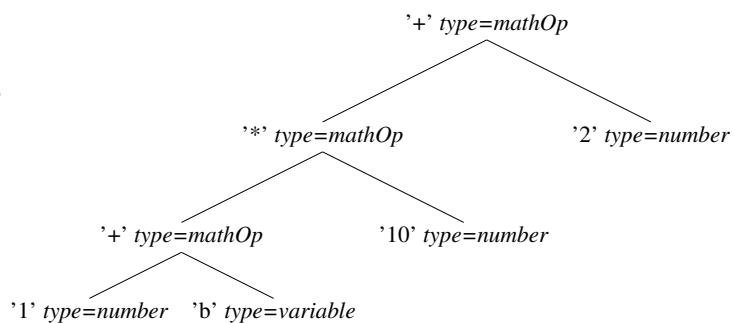 ’+’ type=mathOp
’*’ type=mathOp ’2’ type=number
’+’ type=mathOp ’10’ type=number
’1’ type=number ’b’ type=variable